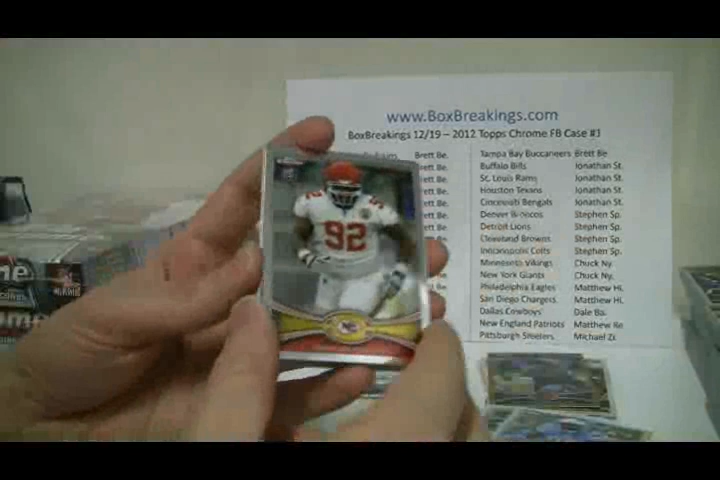 www.BoxBreakings.com
BoxBreakings 12/19 – 2012 Topps Chrome FB Case #1
Brett Be.
Tampa Bay Buccaneers Brett Be
Brett Be.
Buffalo Bills Jonathan St.
Brett Be.
St. Louis Rams Jonathan St.
Brett Be.
Houston Texans Jonathan St.
Cincinnati Bengals Jonathan St.
Denver Broncos Stephen Sp.
Detroit Lions Stephen Sp.
Cleveland Browns Stephen Sp.
Indianapolis Colts Stephen Sp.
Minnesota Vikings Chuck Ny.
New York Giants Chuck Ny.
Philadelphia Eagles Matthew Hi.
San Diego Chargers Matthew Hi.
Dallas Cowboys Dale Ba.
New England Patriots Matthew Re
Pittsburgh Steelers Michael Zi.
92